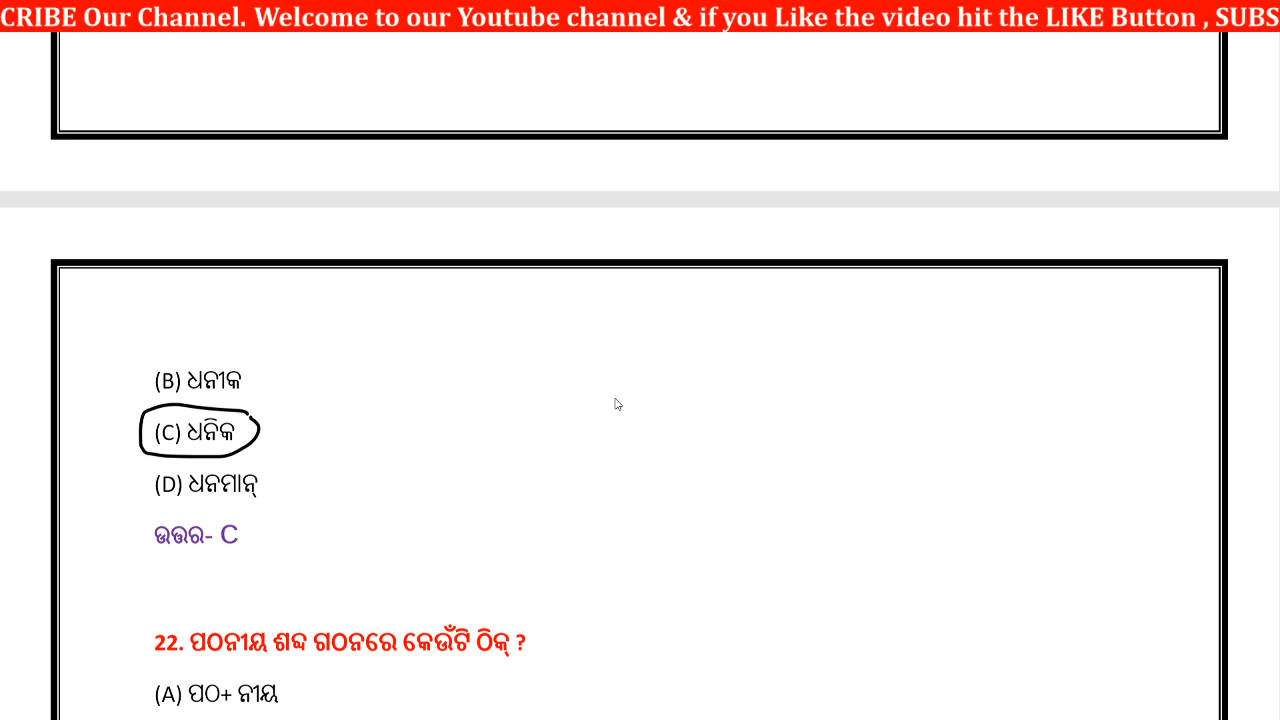 CRIBE Our Channel. Welcome to our Youtube channel & if you Like the video hit the LIKE Button , SUBS
(B) ଧନୀକ
(C) ଧନିକ
(D) ଧନମାନ୍
ଉତ୍ତର- C
22. ପଠନୀୟ ଶବ୍ଦ ଗଠନରେ କେଉଁଟି ଠିକ୍ ?
(A) ପଠ+ ନୀୟ